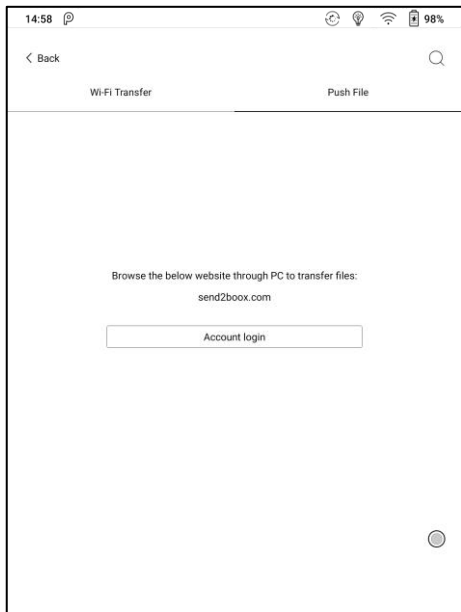 14:58 98%
Back
Wi-Fi Transfer Push File
Browse the below website through PC to transfer files:
send2boox.com
Account login